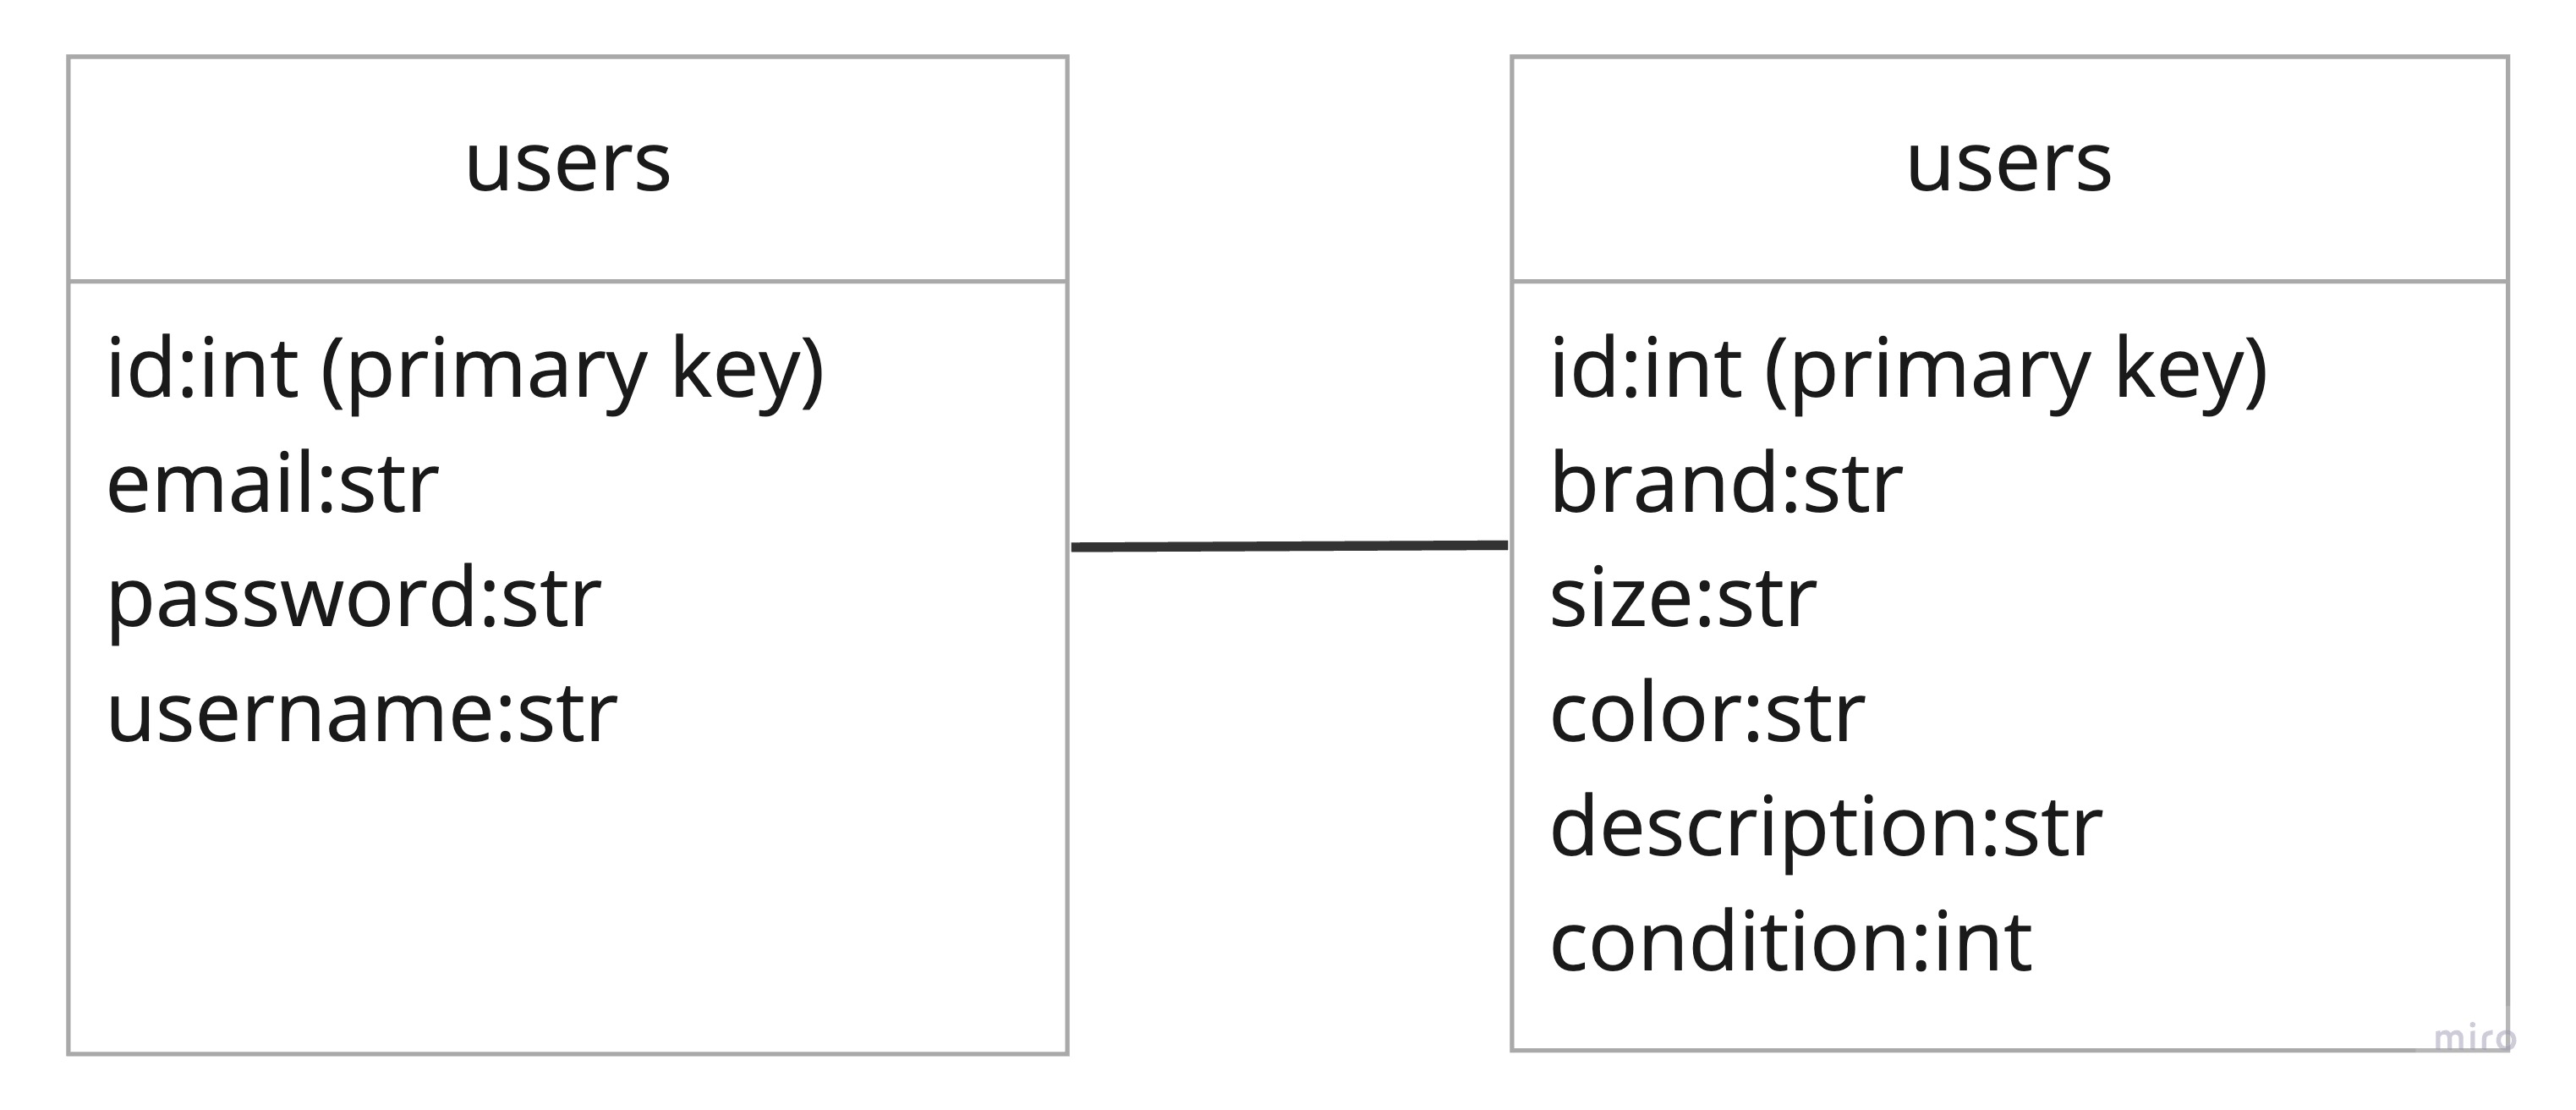 users
id:int (primary key)
email:str
password:str
username:str
users
id:int (primary key)
brand:str
size:str
color:str
description:str
condition:int
miro